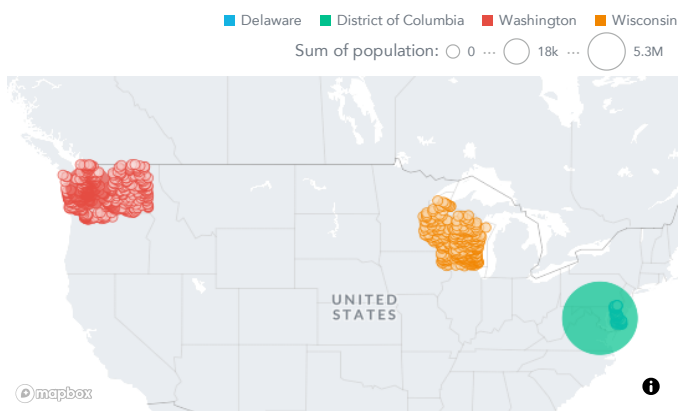 Delaware District of Columbia Washington Wisconsin
Sum of population: 0 ··· 18k ··· 5.3M
UNITED
STATES
mapbox
i